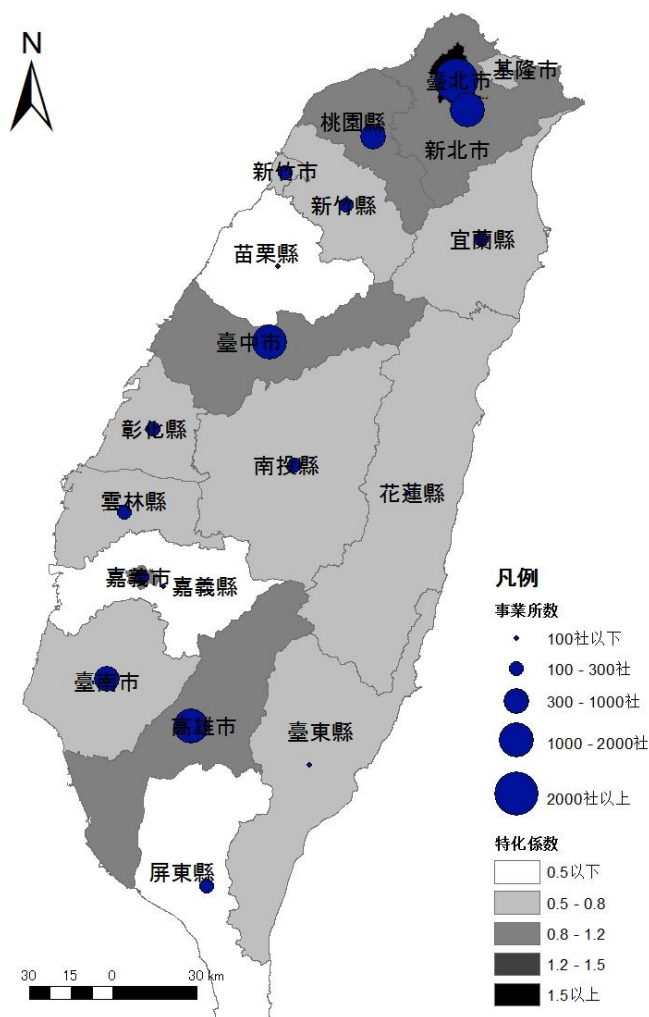 N
基隆市
臺北市
桃園縣
新北市
新竹市
新竹縣
宜蘭縣
苗栗縣
臺中市
彰化縣
南投縣
花蓮縣
雲林縣
嘉義市
嘉義縣
臺南市
高雄市
臺東縣
屏東縣
凡例
事業所数
100社以下
100 - 300社
300 - 1000社
1000 - 2000社
2000社以上
特化係数
0.5以下
0.5 - 0.8
0.8 - 1.2
1.2 - 1.5
1.5以上
30 15 0 30 km